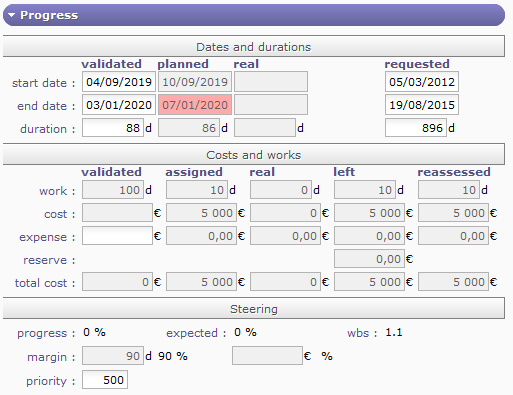 Progress
Dates and durations
validated planned real requested
start date : 04/09/2019 10/09/2019 05/03/2012
end date : 03/01/2020 07/01/2020 19/08/2015
duration : 88 d 86 d d 896 d
Costs and works
validated assigned real left reassessed
work : 100 d 10 d 0 d 10 d 10 d
cost : € 5 000 € 0 € 5 000 € 5 000 €
expense : € 0,00 € 0,00 € 0,00 € 0,00 €
reserve : 0,00 €
total cost : 0 € 5 000 € 0 € 5 000 € 5 000 €
Steering
progress : 0 % expected : 0 % wbs : 1.1
margin : 90 d 90 % € %
priority : 500